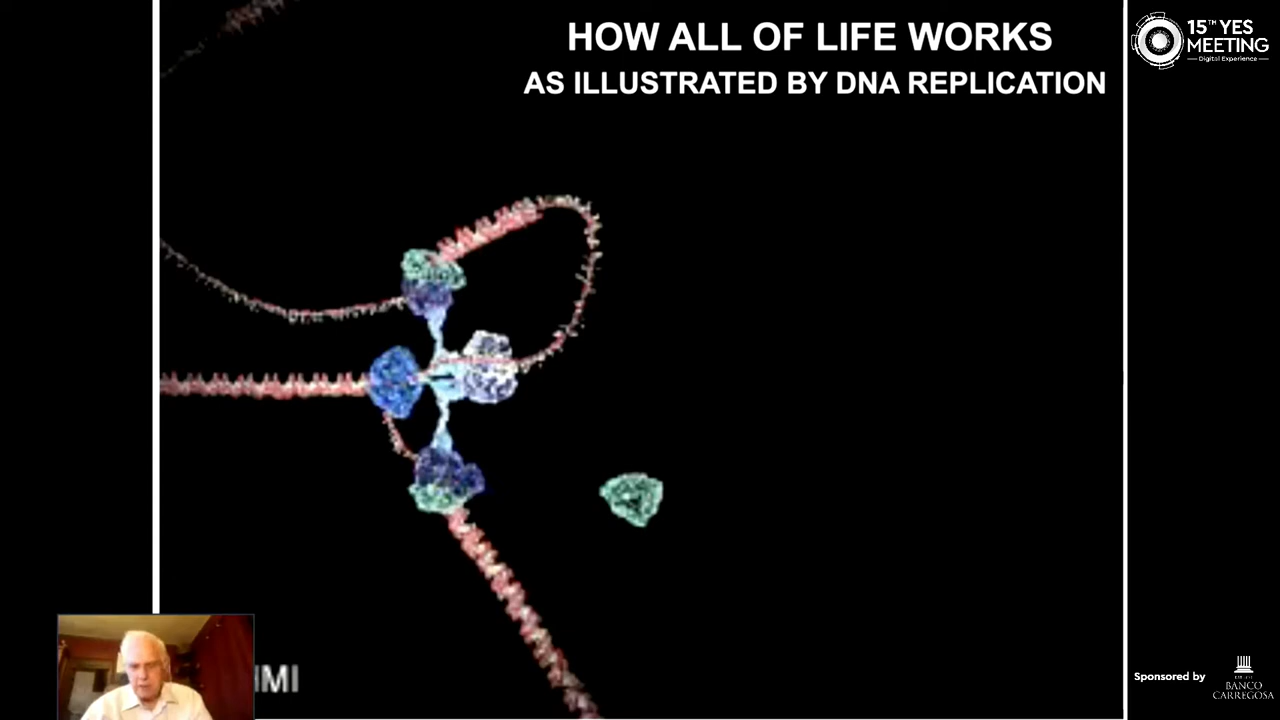 HOW ALL OF LIFE WORKS
AS ILLUSTRATED BY DNA REPLICATION
15TH YES
MEETING
Digital Experience
Sponsored by
BANCO
CARREGOSA